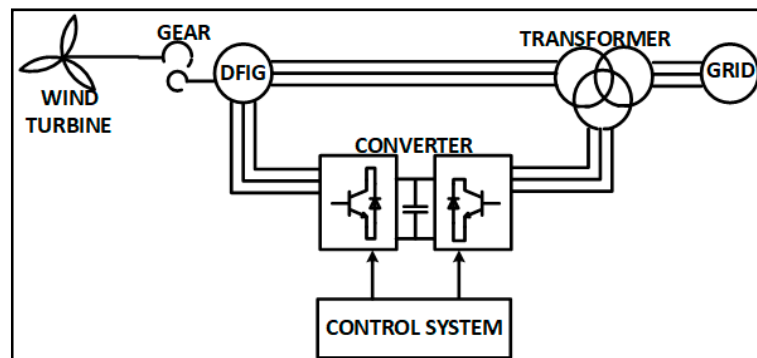 GEAR
TRANSFORMER
DFIG
GRID
WIND
TURBINE
CONVERTER
CONTROL SYSTEM